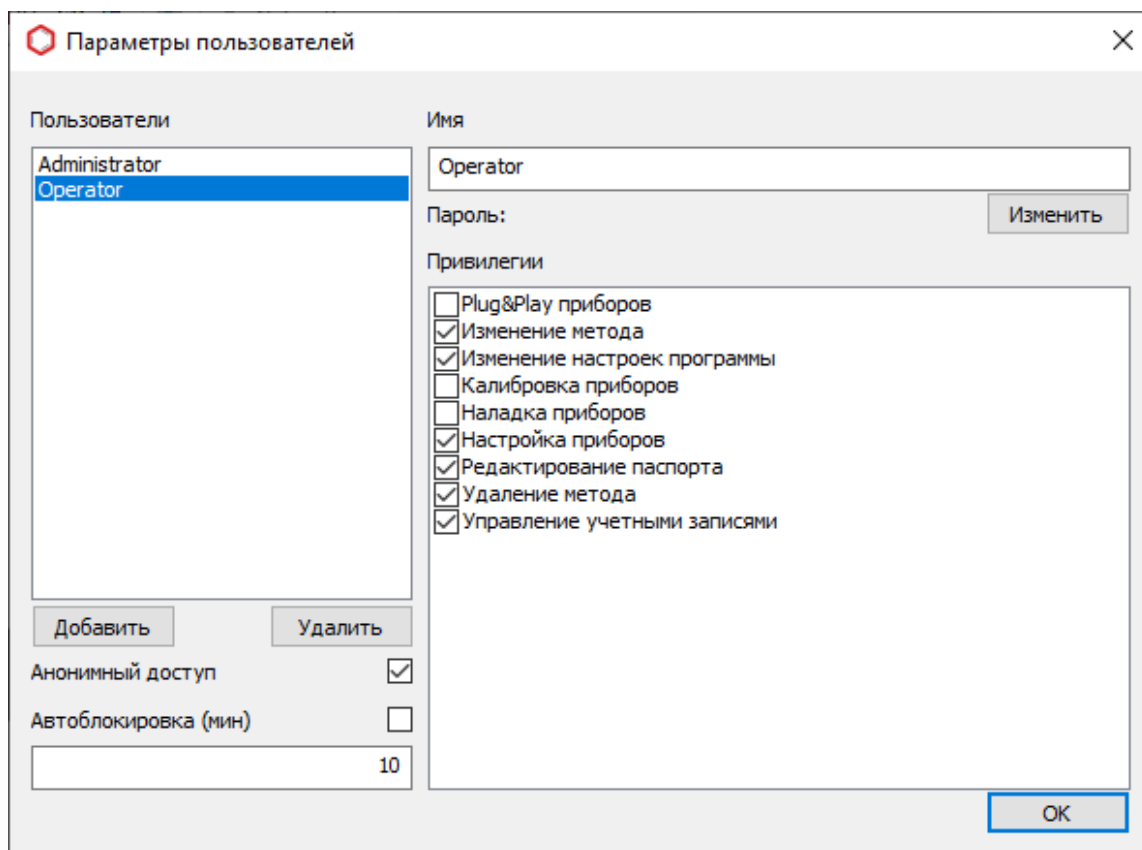 Параметры пользователей
Пользователи
Administrator
Operator
Добавить
Удалить
Анонимный доступ
Автоблокировка (мин)
10
Имя
Operator
Пароль:
Изменить
Привилегии
Plug&Play приборов
Изменение метода
Изменение настроек программы
Калибровка приборов
Наладка приборов
Настройка приборов
Редактирование паспорта
Удаление метода
Управление учетными записями
OK